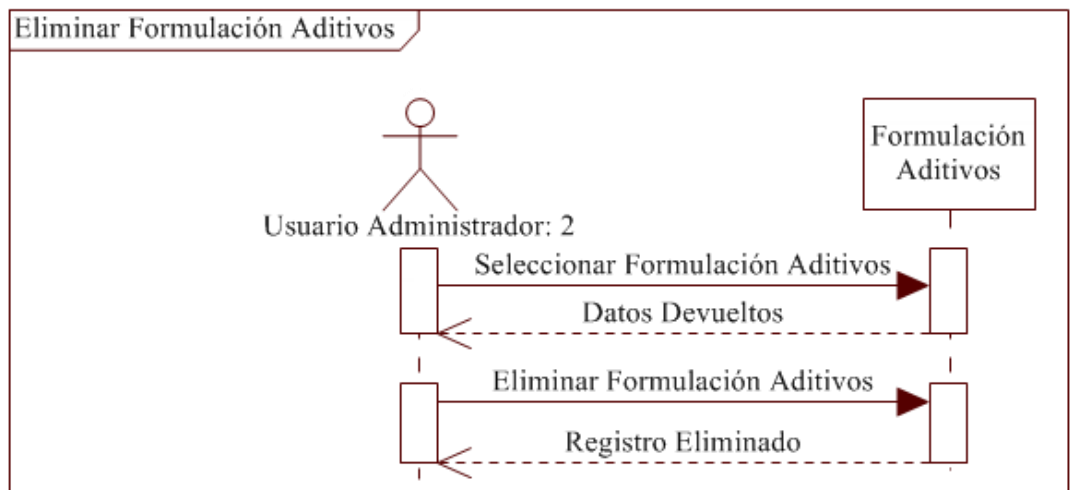 Eliminar Formulación Aditivos
Formulación
Aditivos
Usuario Administrador: 2
Seleccionar Formulación Aditivos
Datos Devueltos
Eliminar Formulación Aditivos
Registro Eliminado